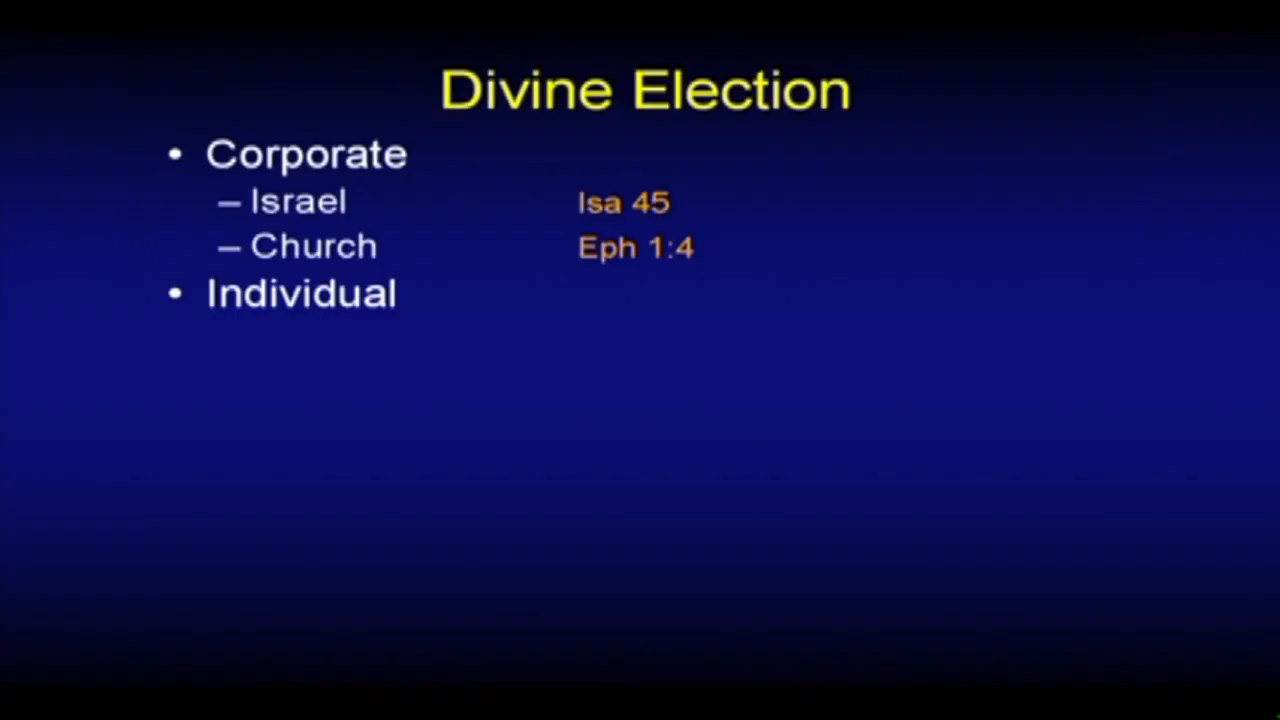 Divine Election
• Corporate
– Israel Isa 45
– Church Eph 1:4
• Individual